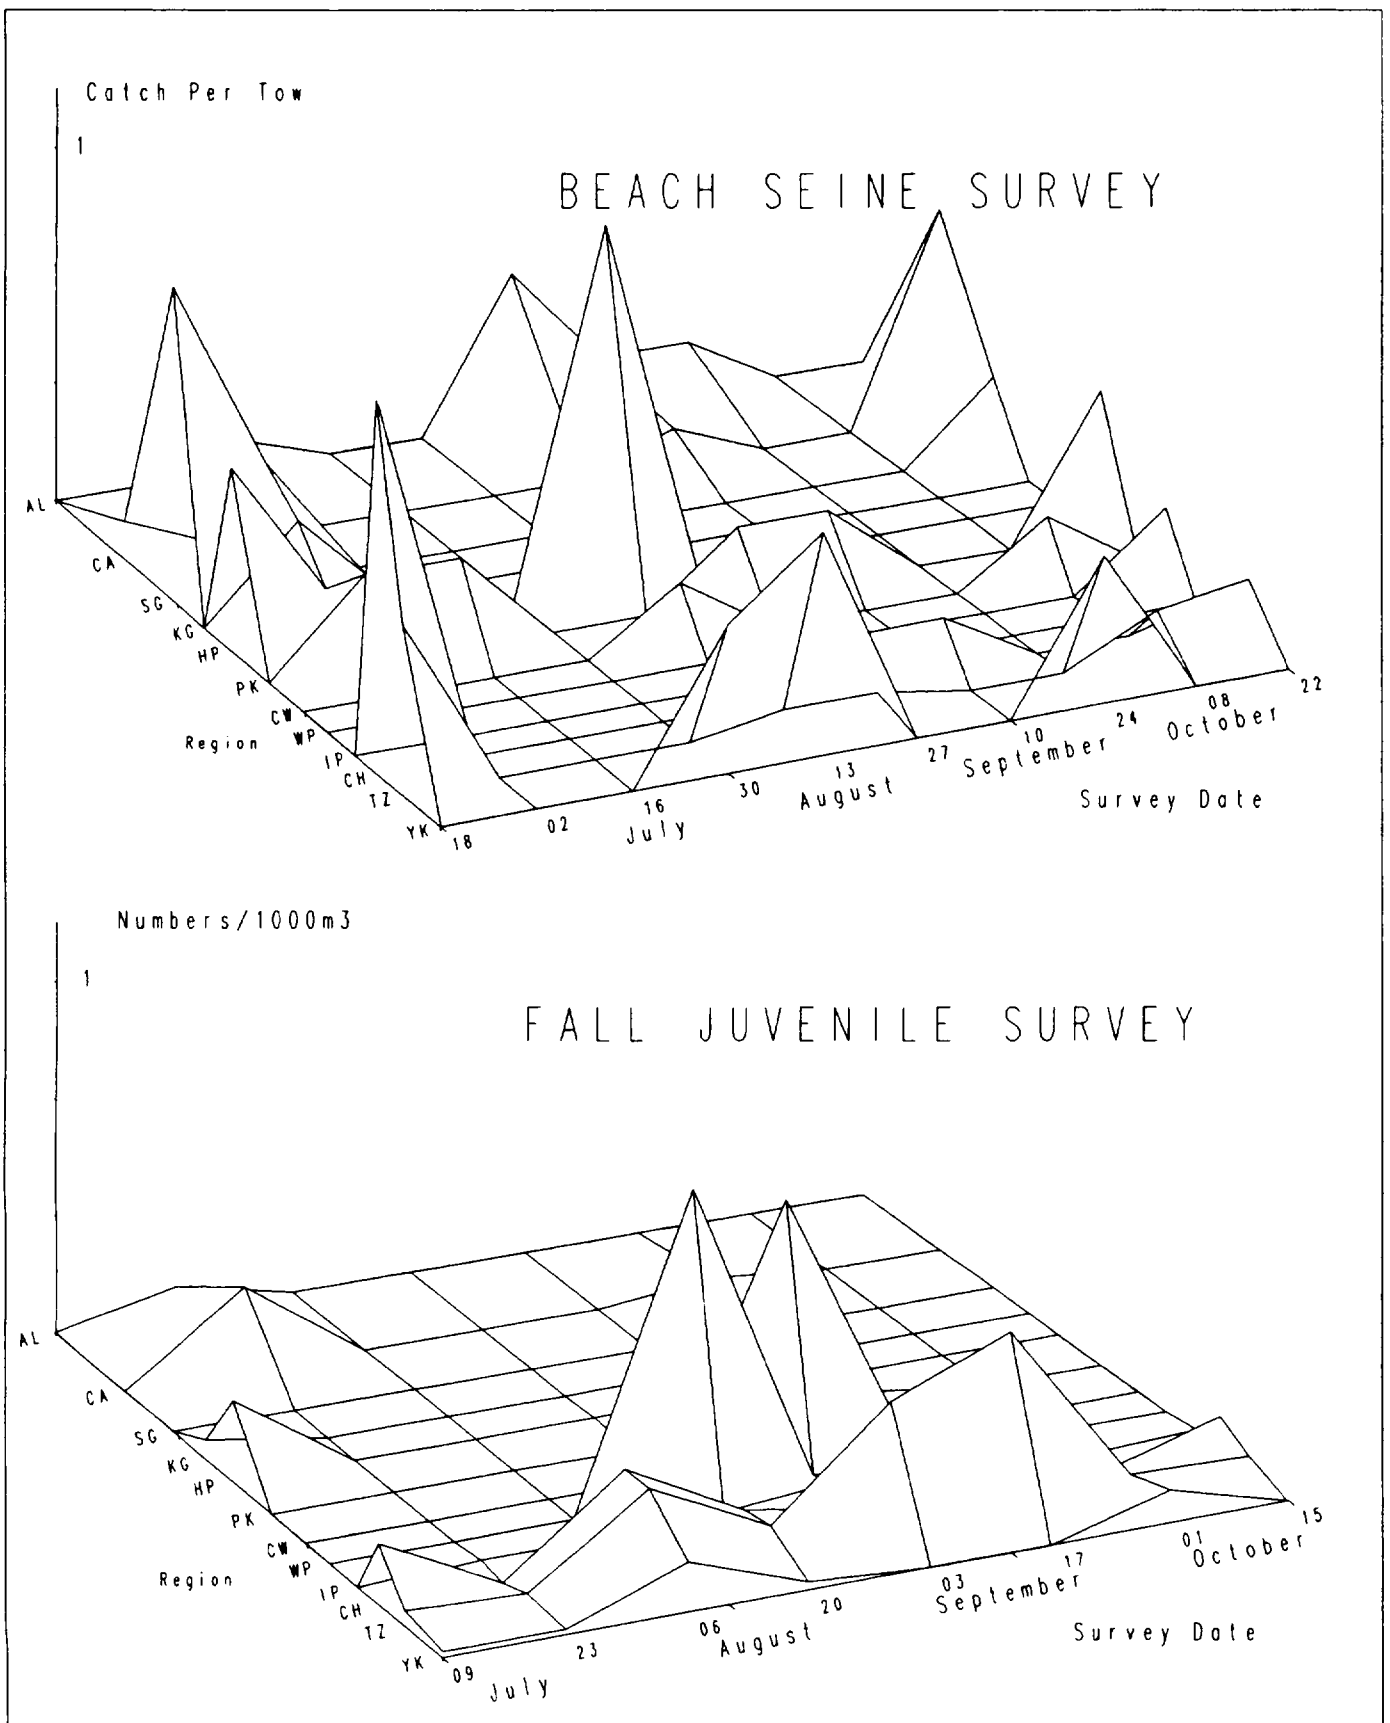 Catch Per Tow
1
BEACH SEINE SURVEY
AL
CA
SG
KG
HP
PK
CW
WP
IP
CH
TZ
YK
Region
18
02
16
30
13
27
10
24
08
22
July
August
September
October
Survey Date
Numbers/1000m3
1
FALL JUVENILE SURVEY
AL
CA
SG
KG
HP
PK
CW
WP
IP
CH
TZ
YK
Region
09
23
06
20
03
17
01
15
July
August
September
October
Survey Date